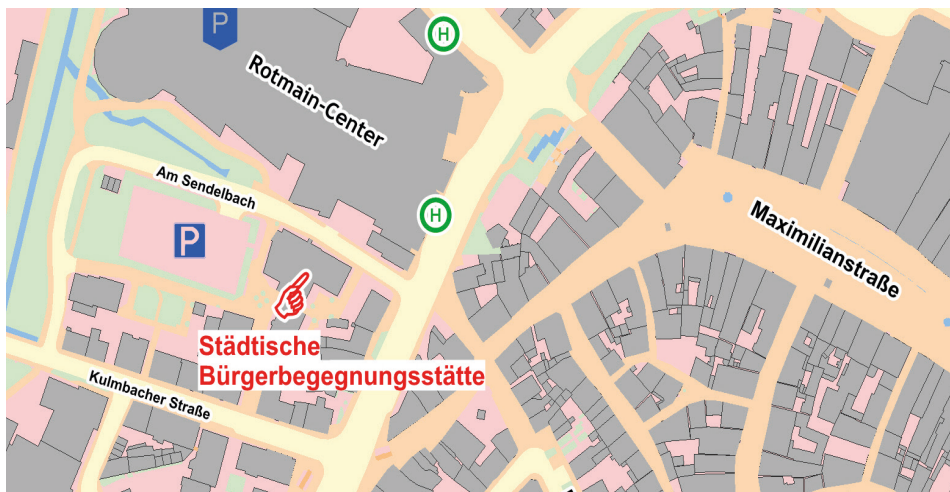 P
H
Rotmain-Center
Am Sendelbach
H
P
Maximilianstraße
Städtische
Bürgerbegegnungsstätte
Kulmbacher Straße